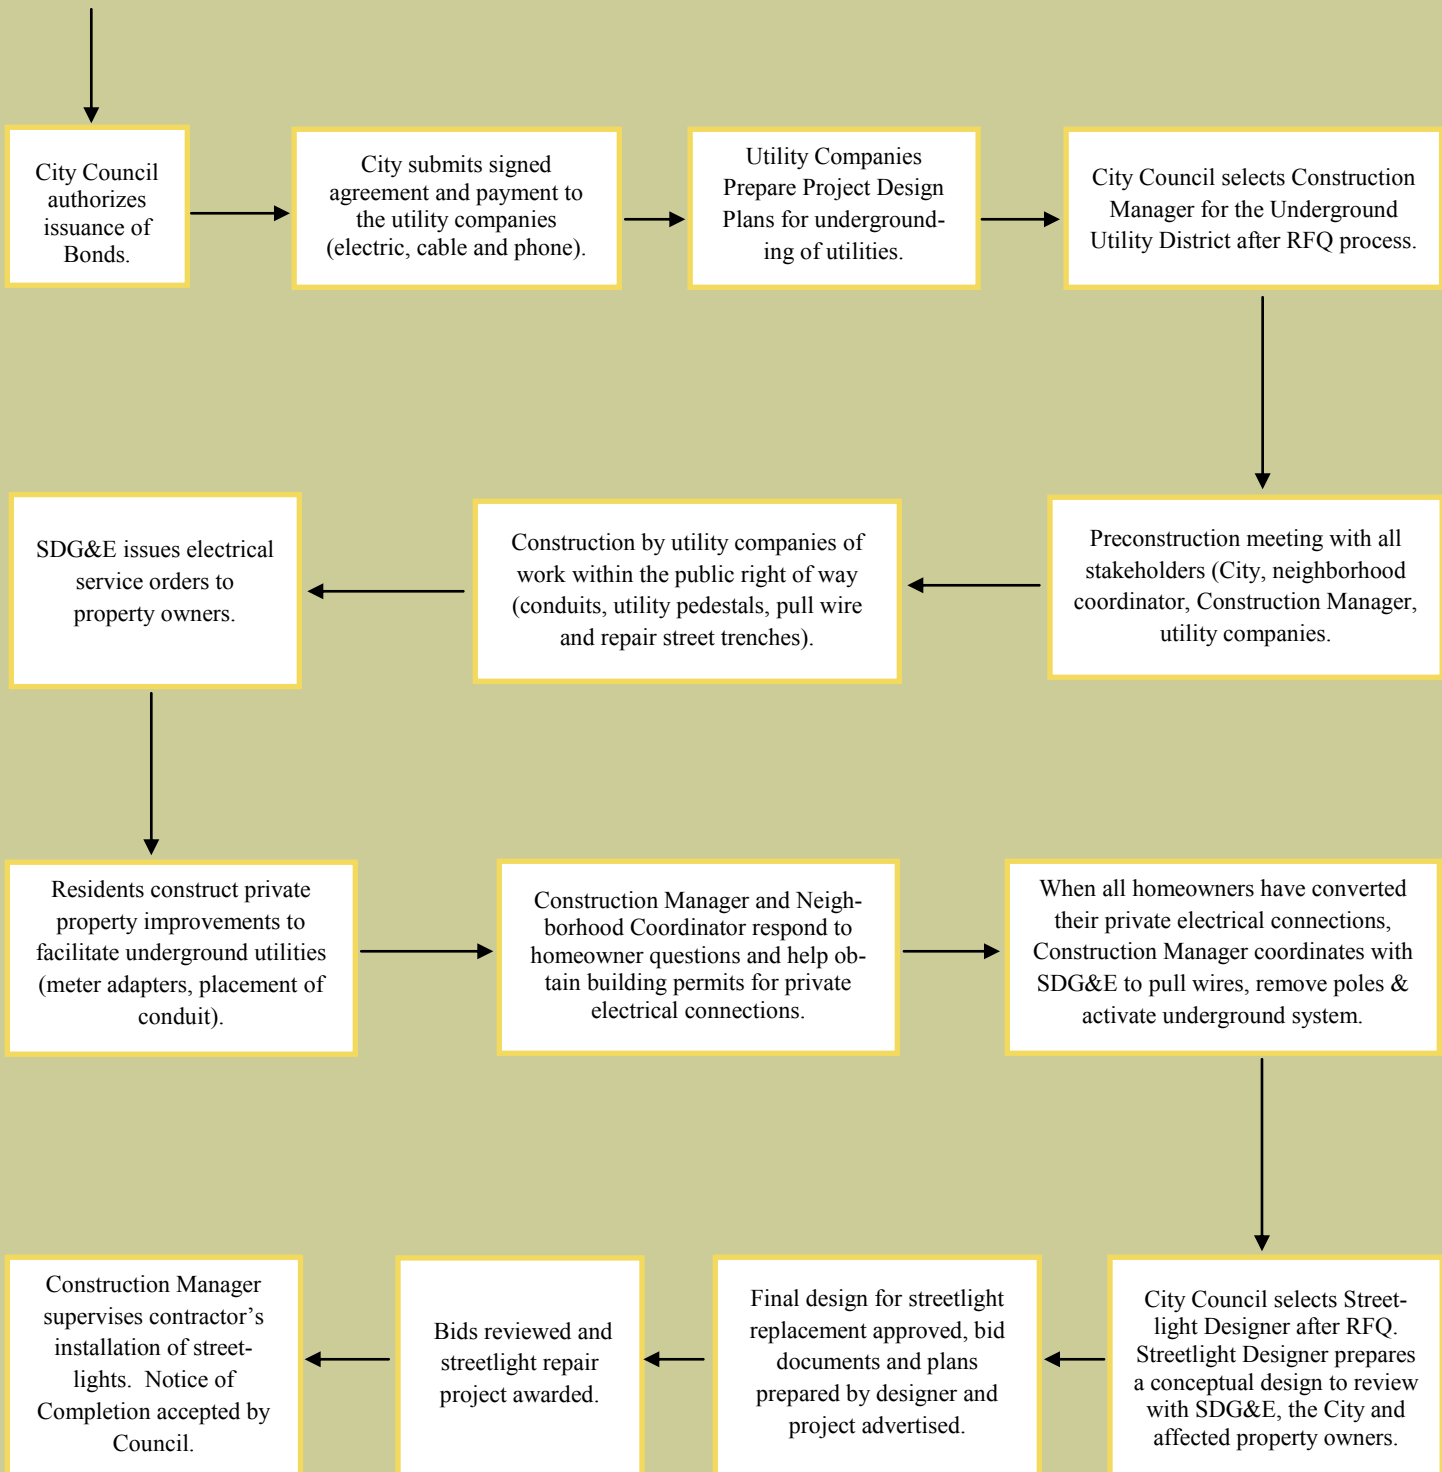 City Council
authorizes
issuance of
Bonds.
City submits signed
agreement and payment to
the utility companies
(electric, cable and phone).
Utility Companies
Prepare Project Design
Plans for underground-
ing of utilities.
City Council selects Construction
Manager for the Underground
Utility District after RFQ process.
Preconstruction meeting with all
stakeholders (City, neighborhood
coordinator, Construction Manager,
utility companies.
Construction by utility companies of
work within the public right of way
(conduits, utility pedestals, pull wire
and repair street trenches).
SDG&E issues electrical
service orders to
property owners.
Residents construct private
property improvements to
facilitate underground utilities
(meter adapters, placement of
conduit).
Construction Manager and Neigh-
borhood Coordinator respond to
homeowner questions and help ob-
tain building permits for private
electrical connections.
When all homeowners have converted
their private electrical connections,
Construction Manager coordinates with
SDG&E to pull wires, remove poles &
activate underground system.
City Council selects Street-
light Designer after RFQ.
Streetlight Designer prepares
a conceptual design to review
with SDG&E, the City and
affected property owners.
Final design for streetlight
replacement approved, bid
documents and plans
prepared by designer and
project advertised.
Bids reviewed and
streetlight repair
project awarded.
Construction Manager
supervises contractor’s
installation of street-
lights.  Notice of
Completion accepted by
Council.